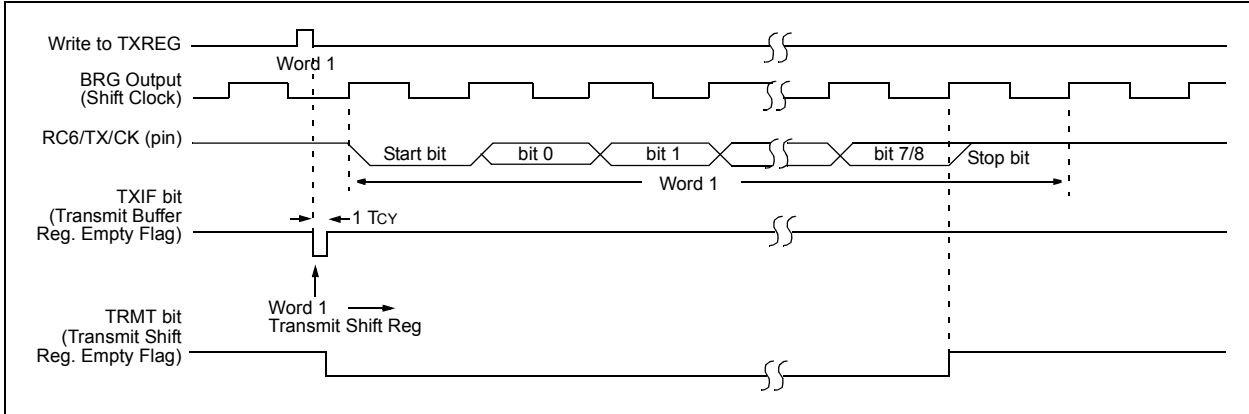 Write to TXREG
Word 1
BRG Output
(Shift Clock)
RC6/TX/CK (pin)
Start bit
bit 0
bit 1
bit 7/8
Stop bit
Word 1
TXIF bit
(Transmit Buffer
Reg. Empty Flag)
1 TCY
Word 1
Transmit Shift Reg
TRMT bit
(Transmit Shift
Reg. Empty Flag)